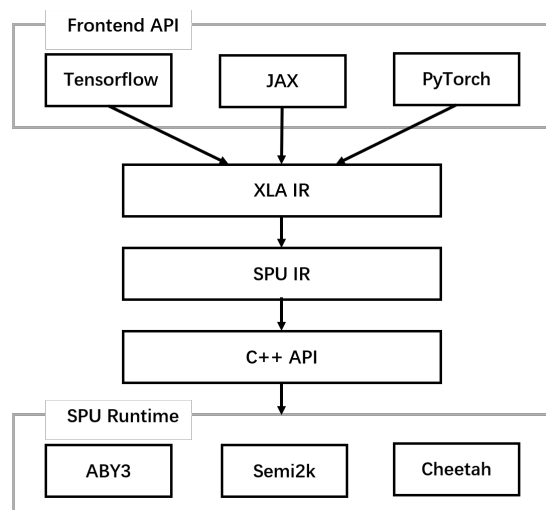 Frontend API
Tensorflow
JAX
PyTorch
XLA IR
SPU IR
C++ API
SPU Runtime
ABY3
Semi2k
Cheetah